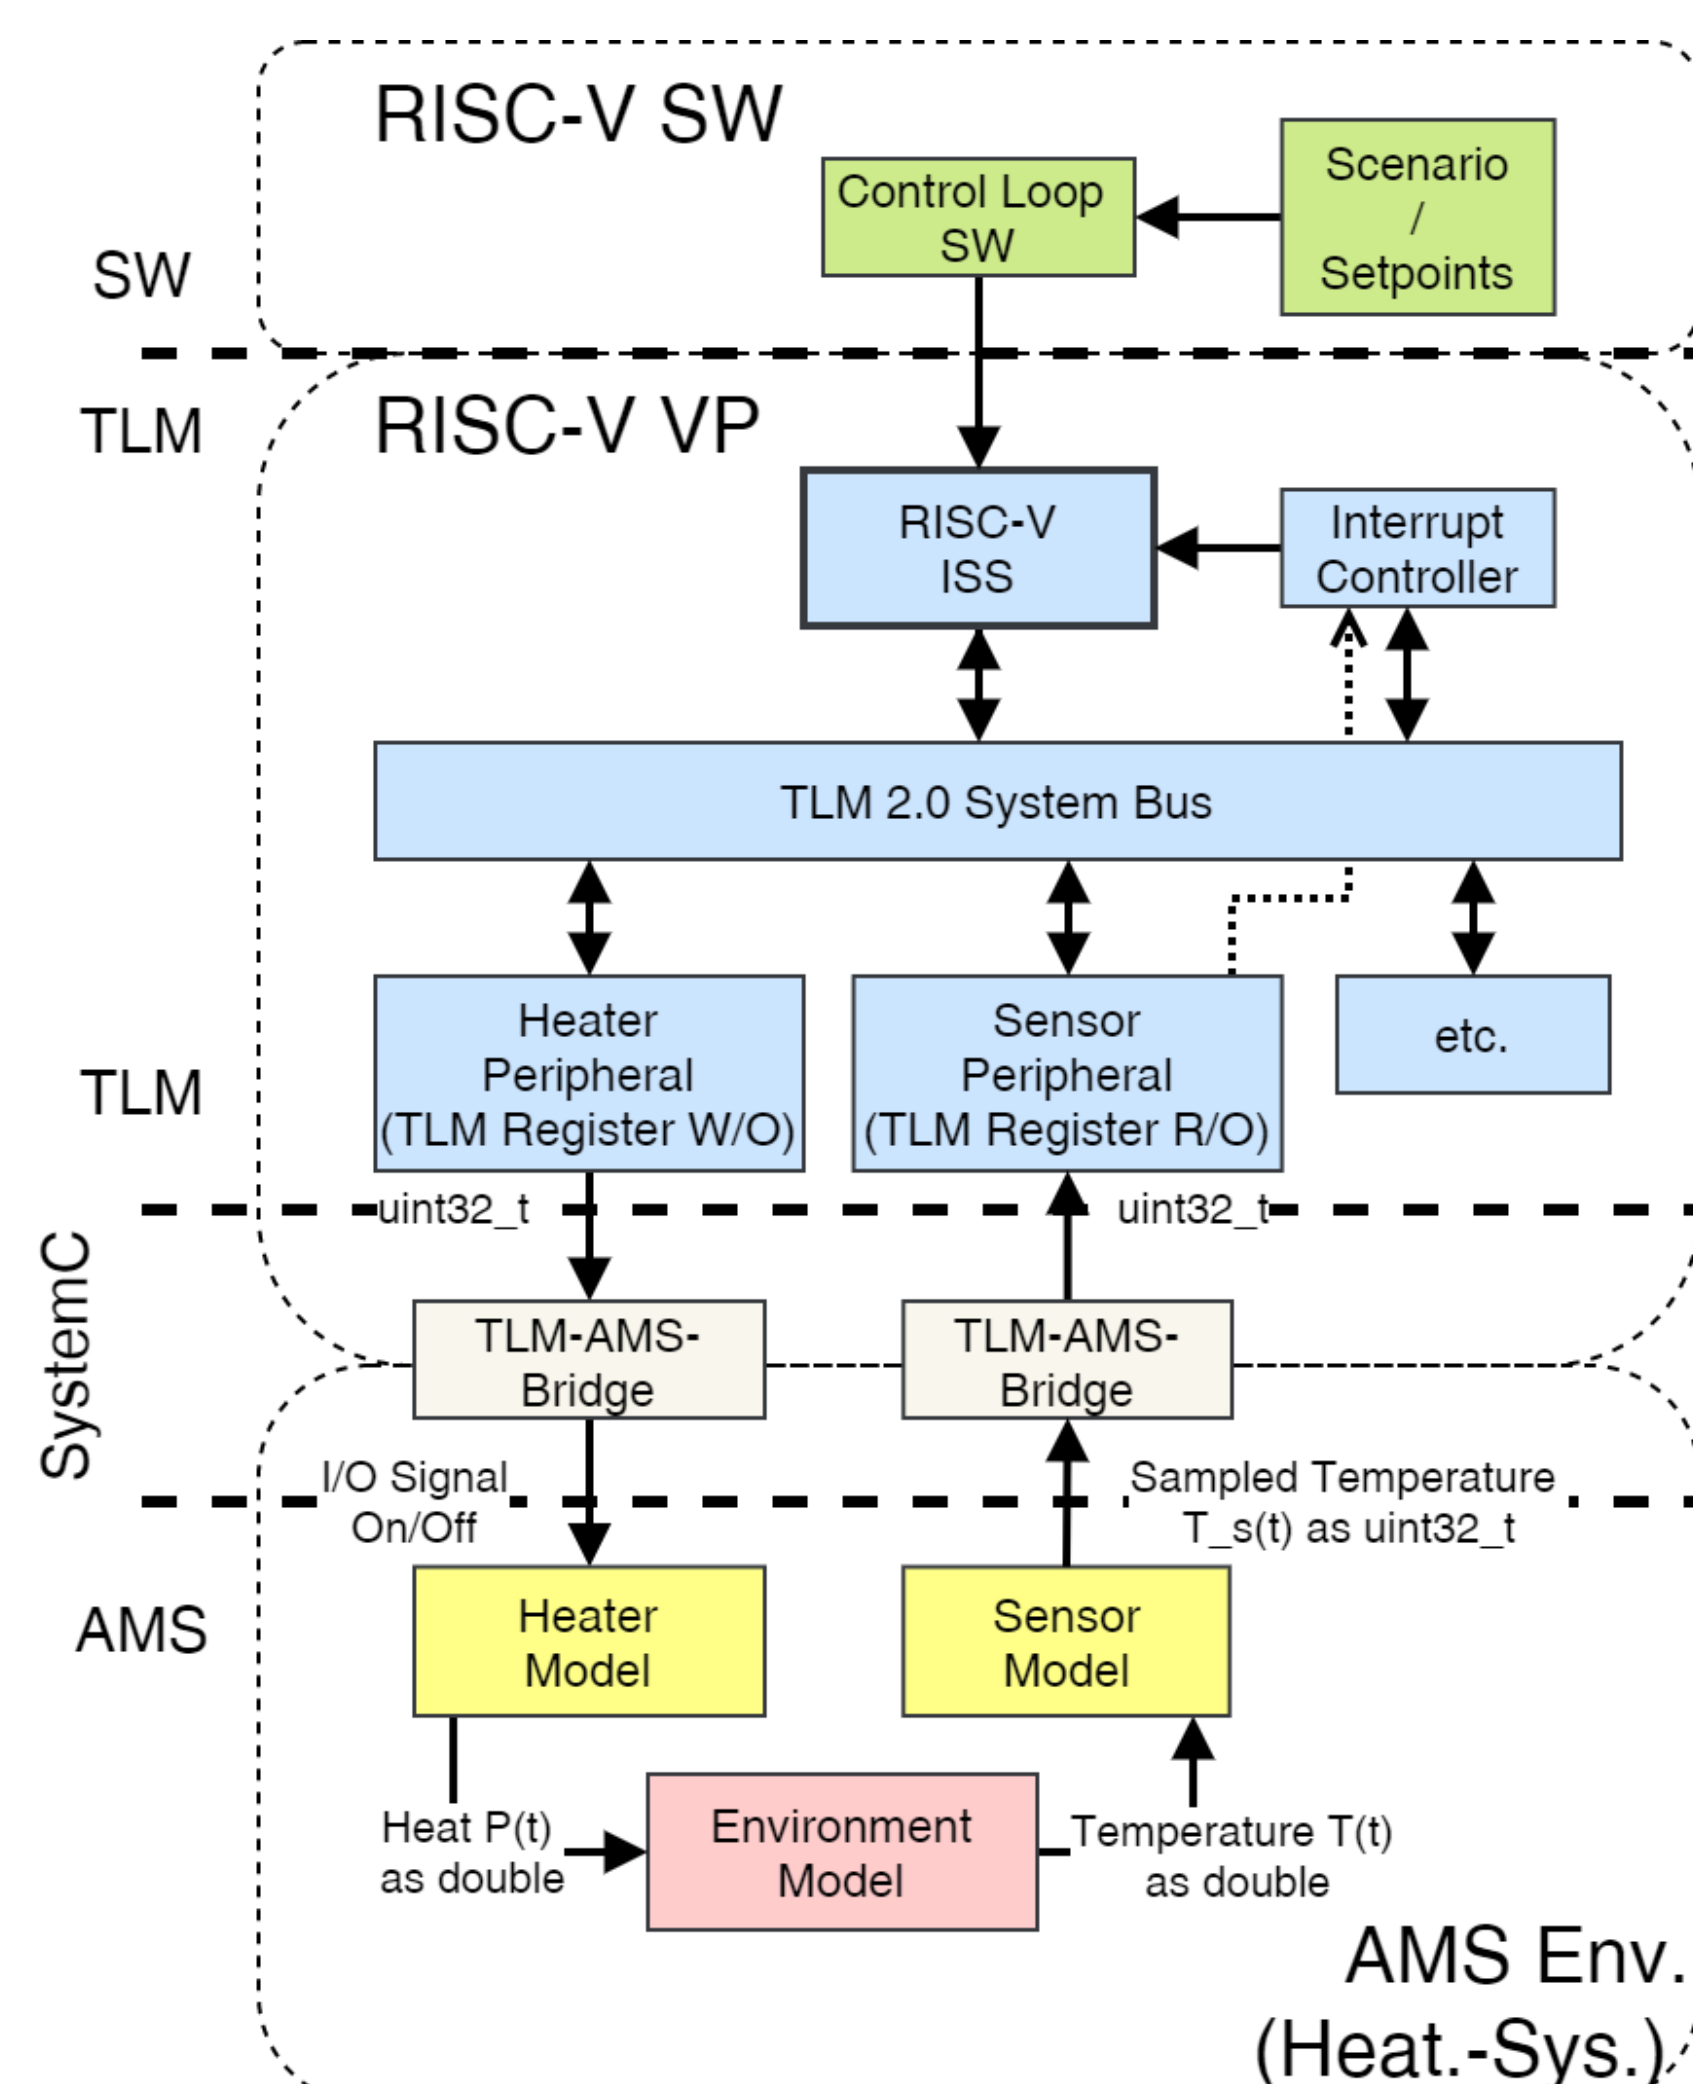 RISC-V SW
Scenario
/
Setpoints
Control Loop
SW
SW
TLM
RISC-V VP
RISC-V
ISS
Interrupt
Controller
TLM 2.0 System Bus
Heater
Peripheral
(TLM Register W/O)
Sensor
Peripheral
(TLM Register R/O)
etc.
TLM
uint32_t
uint32_t
SystemC
TLM-AMS-
Bridge
TLM-AMS-
Bridge
I/O Signal
On/Off
Sampled Temperature
T_s(t) as uint32_t
AMS
Heater
Model
Sensor
Model
Heat P(t)
as double
Environment
Model
Temperature T(t)
as double
AMS Env.
(Heat.-Sys.)